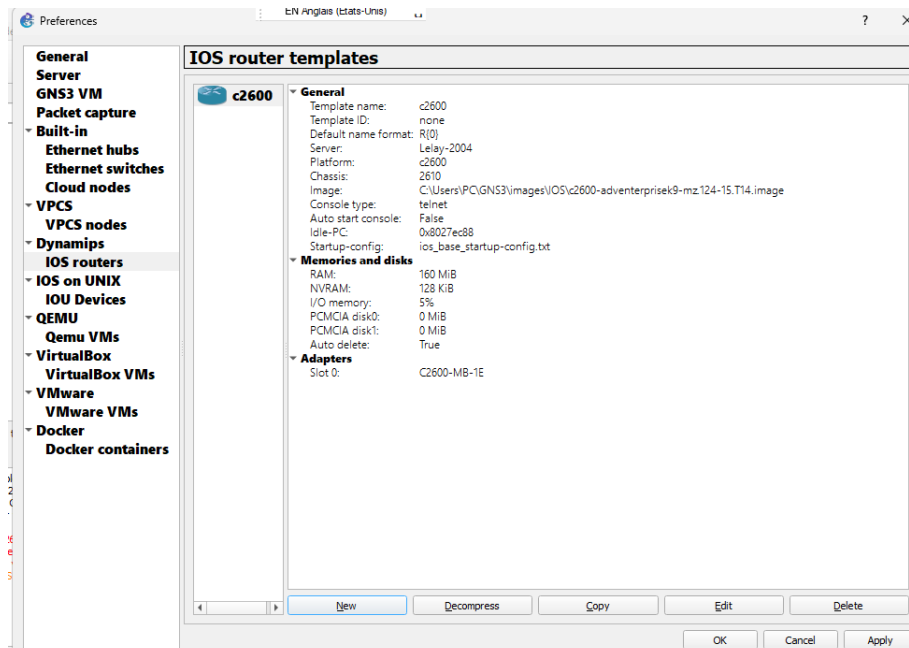 EN Anglais (États-Unis)
Preferences
?
General
Server
GNS3 VM
Packet capture
Built-in
Ethernet hubs
Ethernet switches
Cloud nodes
VPCS
VPCS nodes
Dynamips
IOS routers
IOS on UNIX
IOU Devices
QEMU
Qemu VMs
VirtualBox
VirtualBox VMs
VMware
VMware VMs
Docker
Docker containers
IOS router templates
c2600
General
Template name: c2600
Template ID: none
Default name format: R{0}
Server: Lelay-2004
Platform: c2600
Chassis: 2610
Image: C:\Users\PC\GNS3\images\IOS\c2600-adventerprisek9-mz.124-15.T14.image
Console type: telnet
Auto start console: False
Idle-PC: 0x8027ec88
Startup-config: ios_base_startup-config.txt
Memories and disks
RAM: 160 MiB
NVRAM: 128 KiB
I/O memory: 5%
PCMCIA disk0: 0 MiB
PCMCIA disk1: 0 MiB
Auto delete: True
Adapters
Slot 0: C2600-MB-1E
New Decompress Copy Edit Delete
OK Cancel Apply